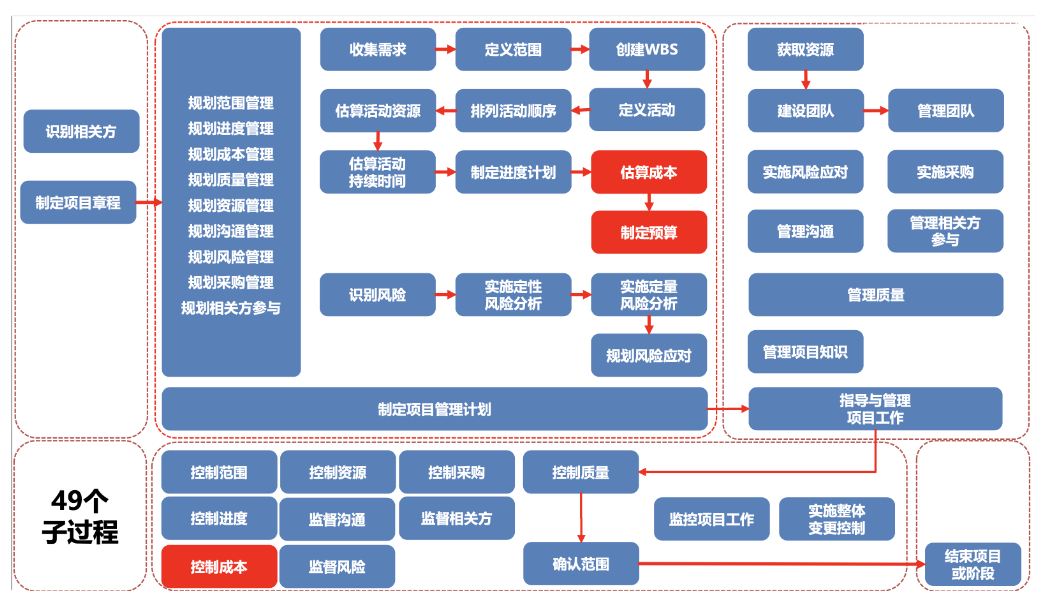 识别相关方
制定项目章程
规划范围管理
规划进度管理
规划成本管理
规划质量管理
规划资源管理
规划沟通管理
规划风险管理
规划采购管理
规划相关方参与
收集需求
定义范围
创建WBS
估算活动资源
排列活动顺序
定义活动
估算活动
持续时间
制定进度计划
估算成本
制定预算
识别风险
实施定性
风险分析
实施定量
风险分析
规划风险应对
制定项目管理计划
获取资源
建设团队
管理团队
实施风险应对
实施采购
管理沟通
管理相关方
参与
管理质量
管理项目知识
指导与管理
项目工作
49个
子过程
控制范围
控制资源
控制采购
控制质量
控制进度
监督沟通
监督相关方
监控项目工作
实施整体
变更控制
控制成本
监督风险
确认范围
结束项目
或阶段